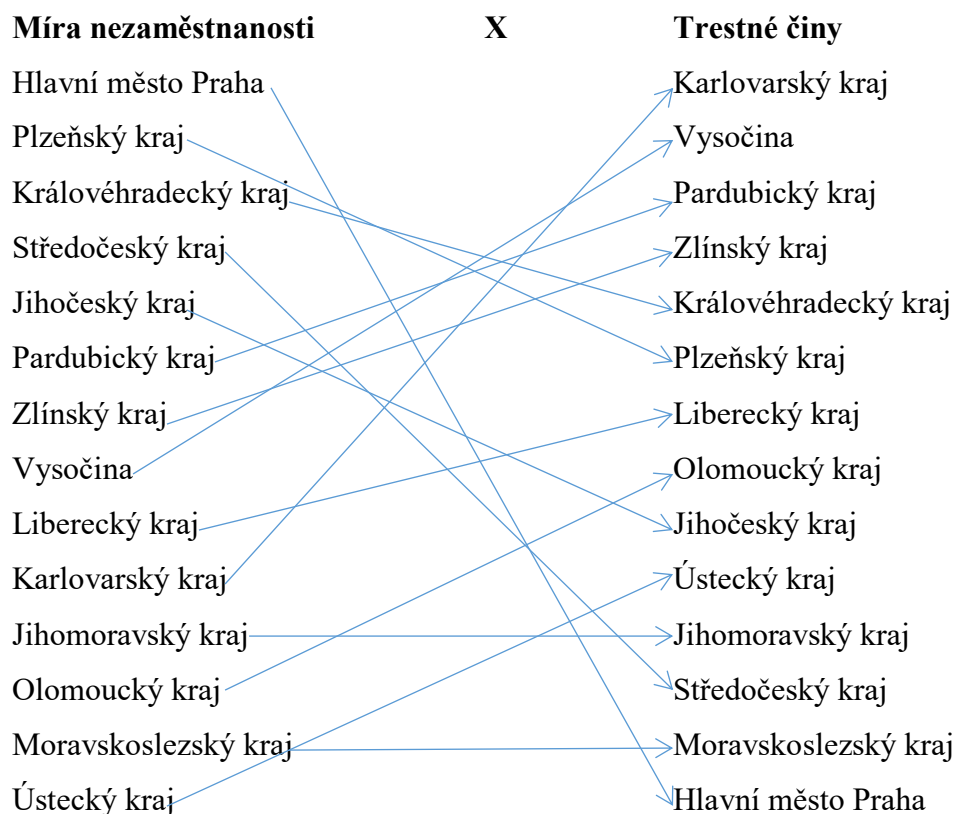 Míra nezaměstnanosti X Trestné činy
Hlavní město Praha Karlovarský kraj
Plzeňský kraj Vysočina
Královéhradecký kraj Pardubický kraj
Středočeský kraj Zlínský kraj
Jihočeský kraj Královéhradecký kraj
Pardubický kraj Plzeňský kraj
Zlínský kraj Liberecký kraj
Vysočina Olomoucký kraj
Liberecký kraj Jihočeský kraj
Karlovarský kraj Ústecký kraj
Jihomoravský kraj Jihomoravský kraj
Olomoucký kraj Středočeský kraj
Moravskoslezský kraj Moravskoslezský kraj
Ústecký kraj Hlavní město Praha